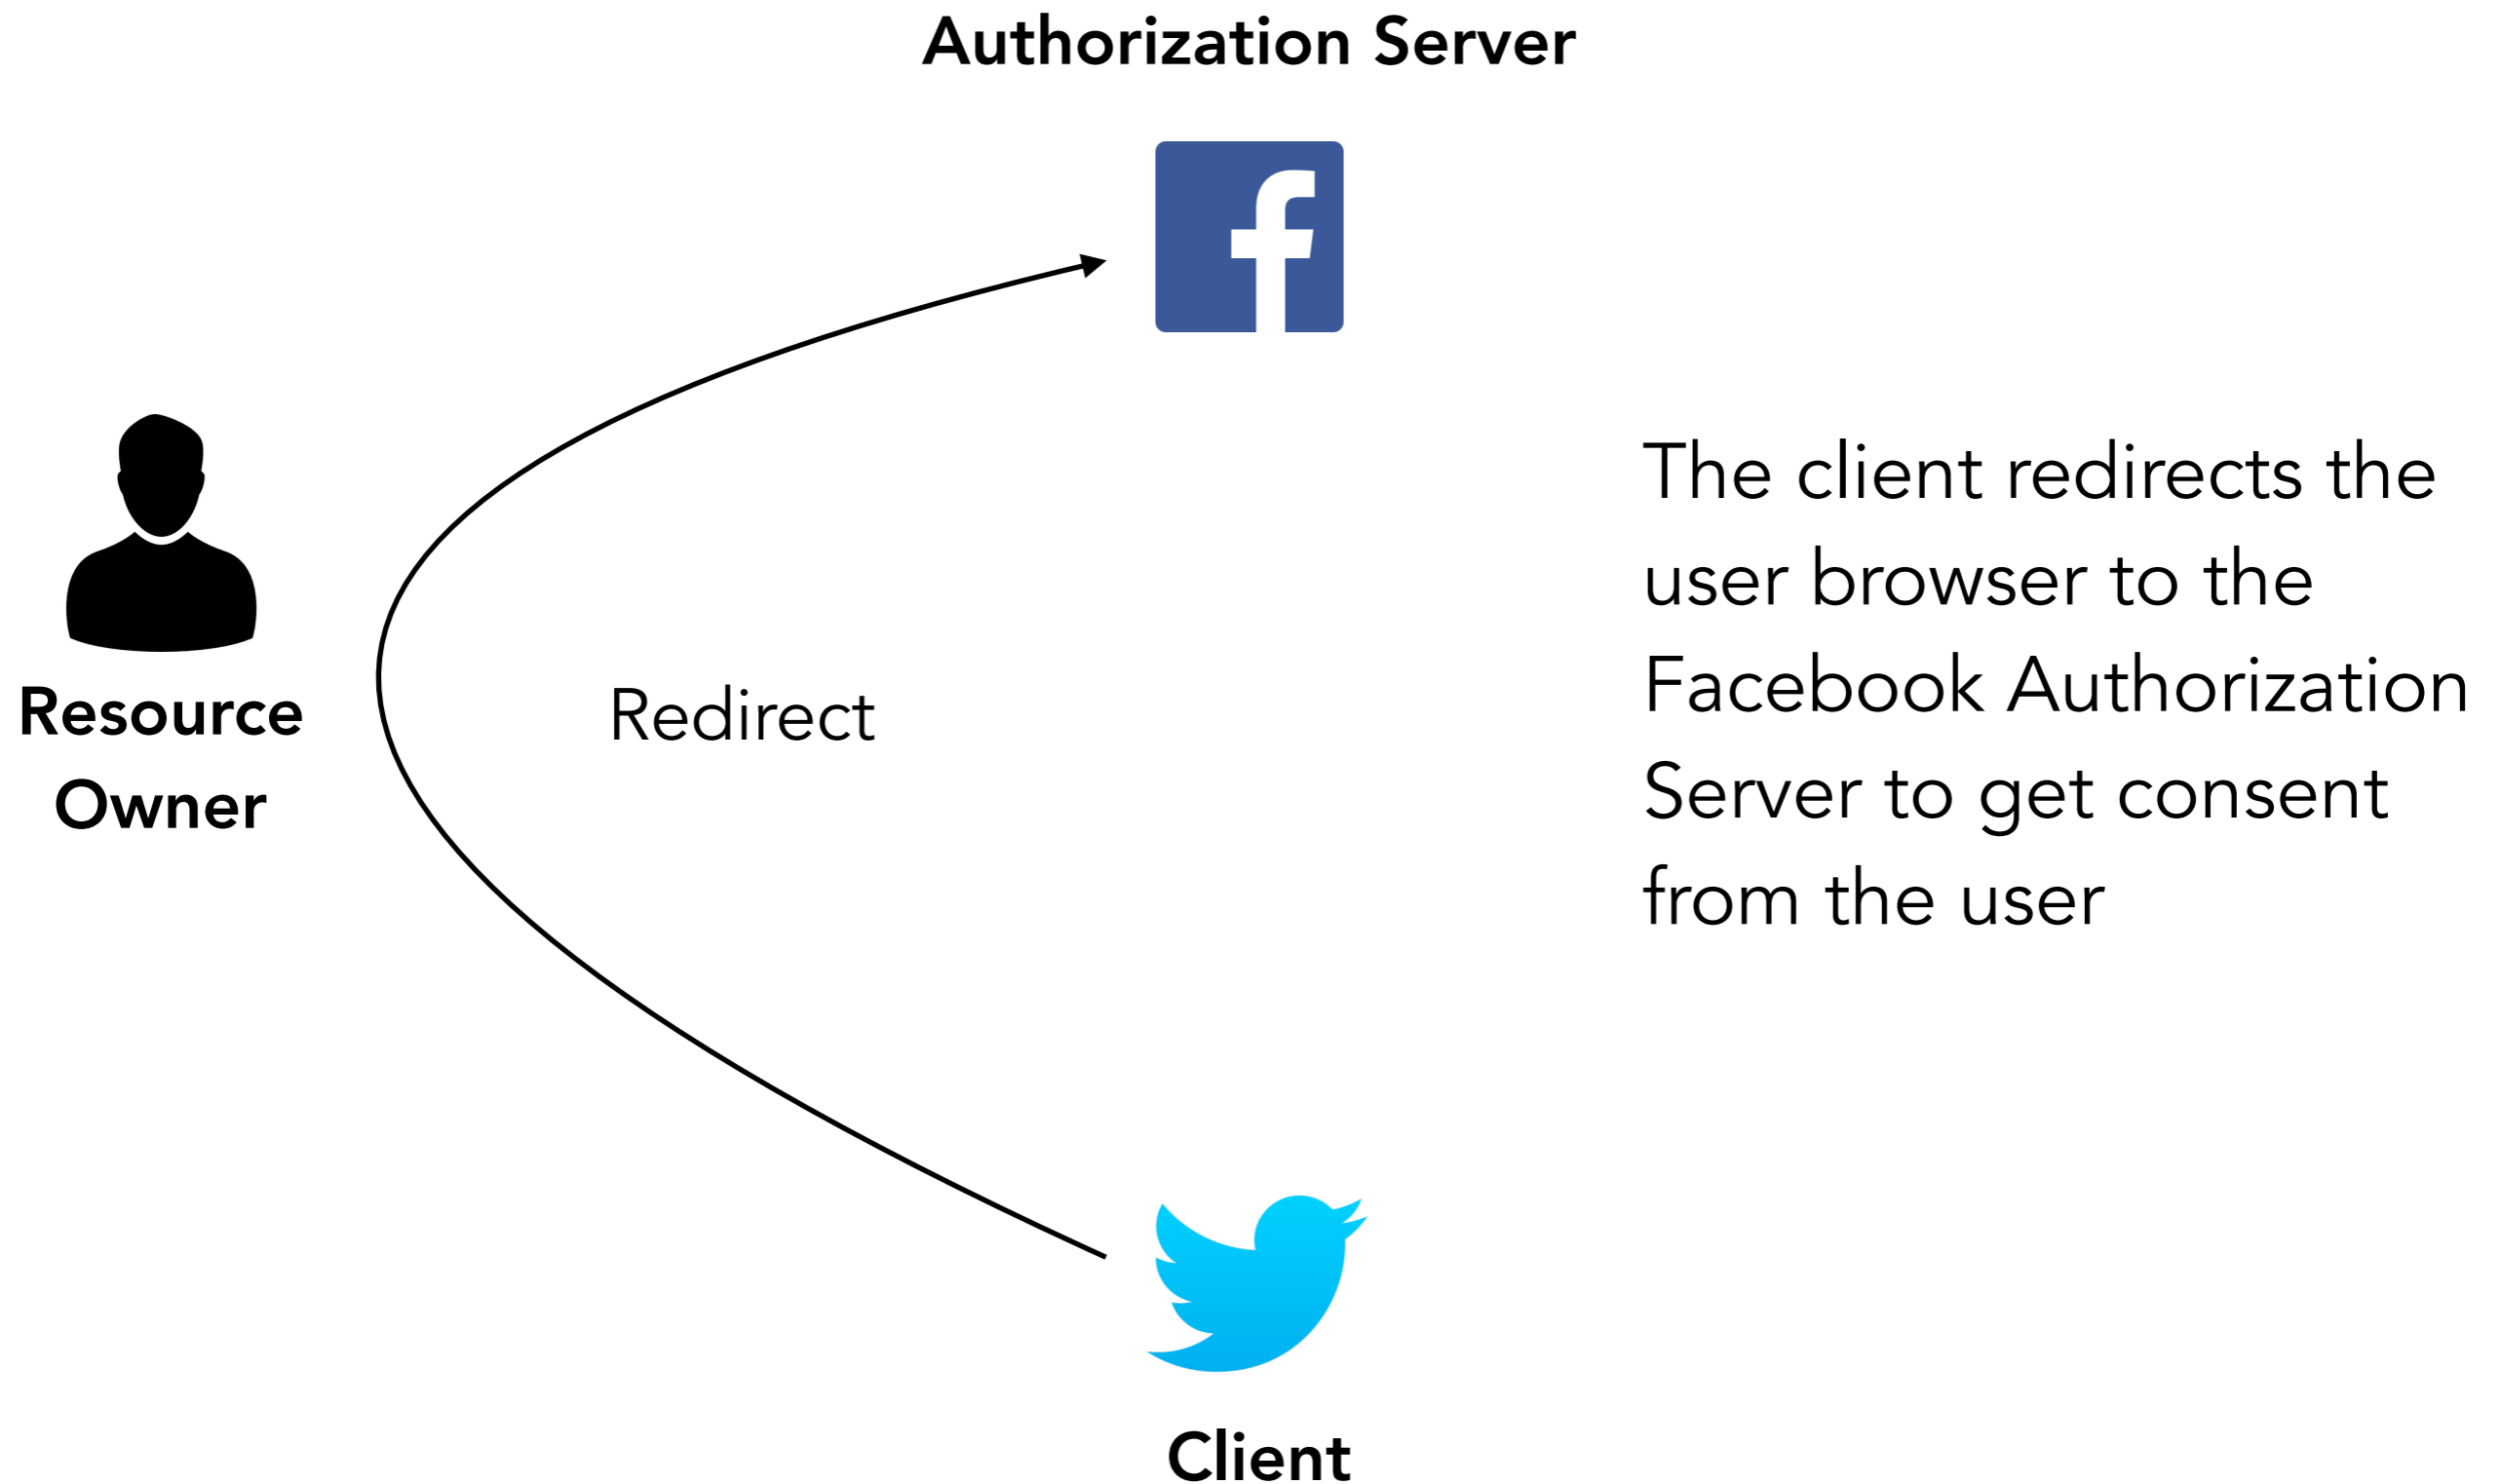 Authorization Server
Resource
Owner
Redirect
The client redirects the
user browser to the
Facebook Authorization
Server to get consent
from the user
Client